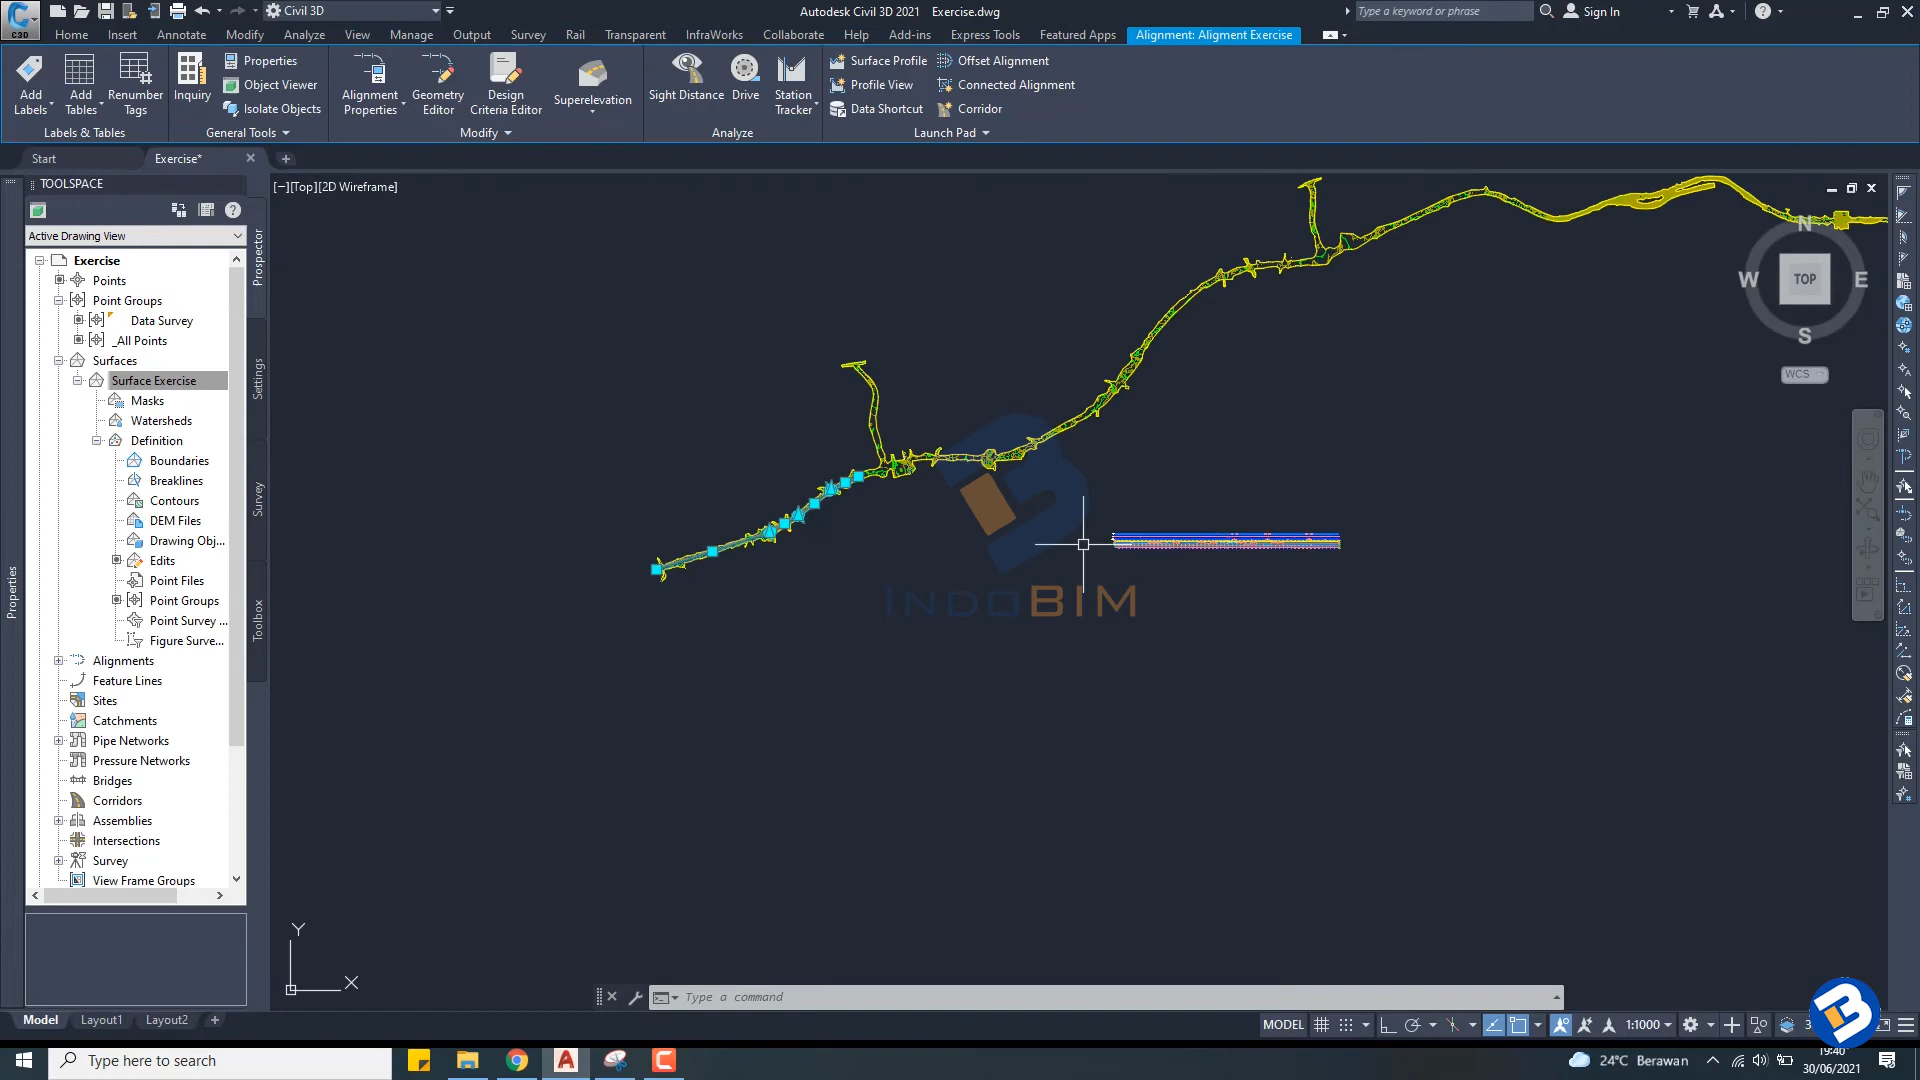 C3D
Civil 3D
Autodesk Civil 3D 2021 Exercise.dwg
Type a keyword or phrase
Sign In
Home Insert Annotate Modify Analyze View Manage Output Survey Rail Transparent InfraWorks Collaborate Help Add-ins Express Tools Featured Apps Alignment: Aligment Exercise
Add Labels
Add Tables
Renumber Tags
Labels & Tables
Inquiry
Properties
Object Viewer
Isolate Objects
General Tools
Alignment Properties
Geometry Editor
Design Criteria Editor
Superelevation
Modify
Sight Distance
Drive
Station Tracker
Analyze
Surface Profile
Profile View
Data Shortcut
Offset Alignment
Connected Alignment
Corridor
Launch Pad
Start
Exercise*
TOOLSPACE
Active Drawing View
Exercise
Points
Point Groups
Data Survey
_All Points
Surfaces
Surface Exercise
Masks
Watersheds
Definition
Boundaries
Breaklines
Contours
DEM Files
Drawing Obj...
Edits
Point Files
Point Groups
Point Survey ...
Figure Surve...
Alignments
Feature Lines
Sites
Catchments
Pipe Networks
Pressure Networks
Bridges
Corridors
Assemblies
Intersections
Survey
View Frame Groups
Prospector
Settings
Survey
Toolbox
Properties
[−][Top][2D Wireframe]
N
W
TOP
E
S
WCS
INDOBIM
Y
X
Type a command
Model Layout1 Layout2
MODEL
1:1000
3
Type here to search
24°C Berawan
19:40
30/06/2021